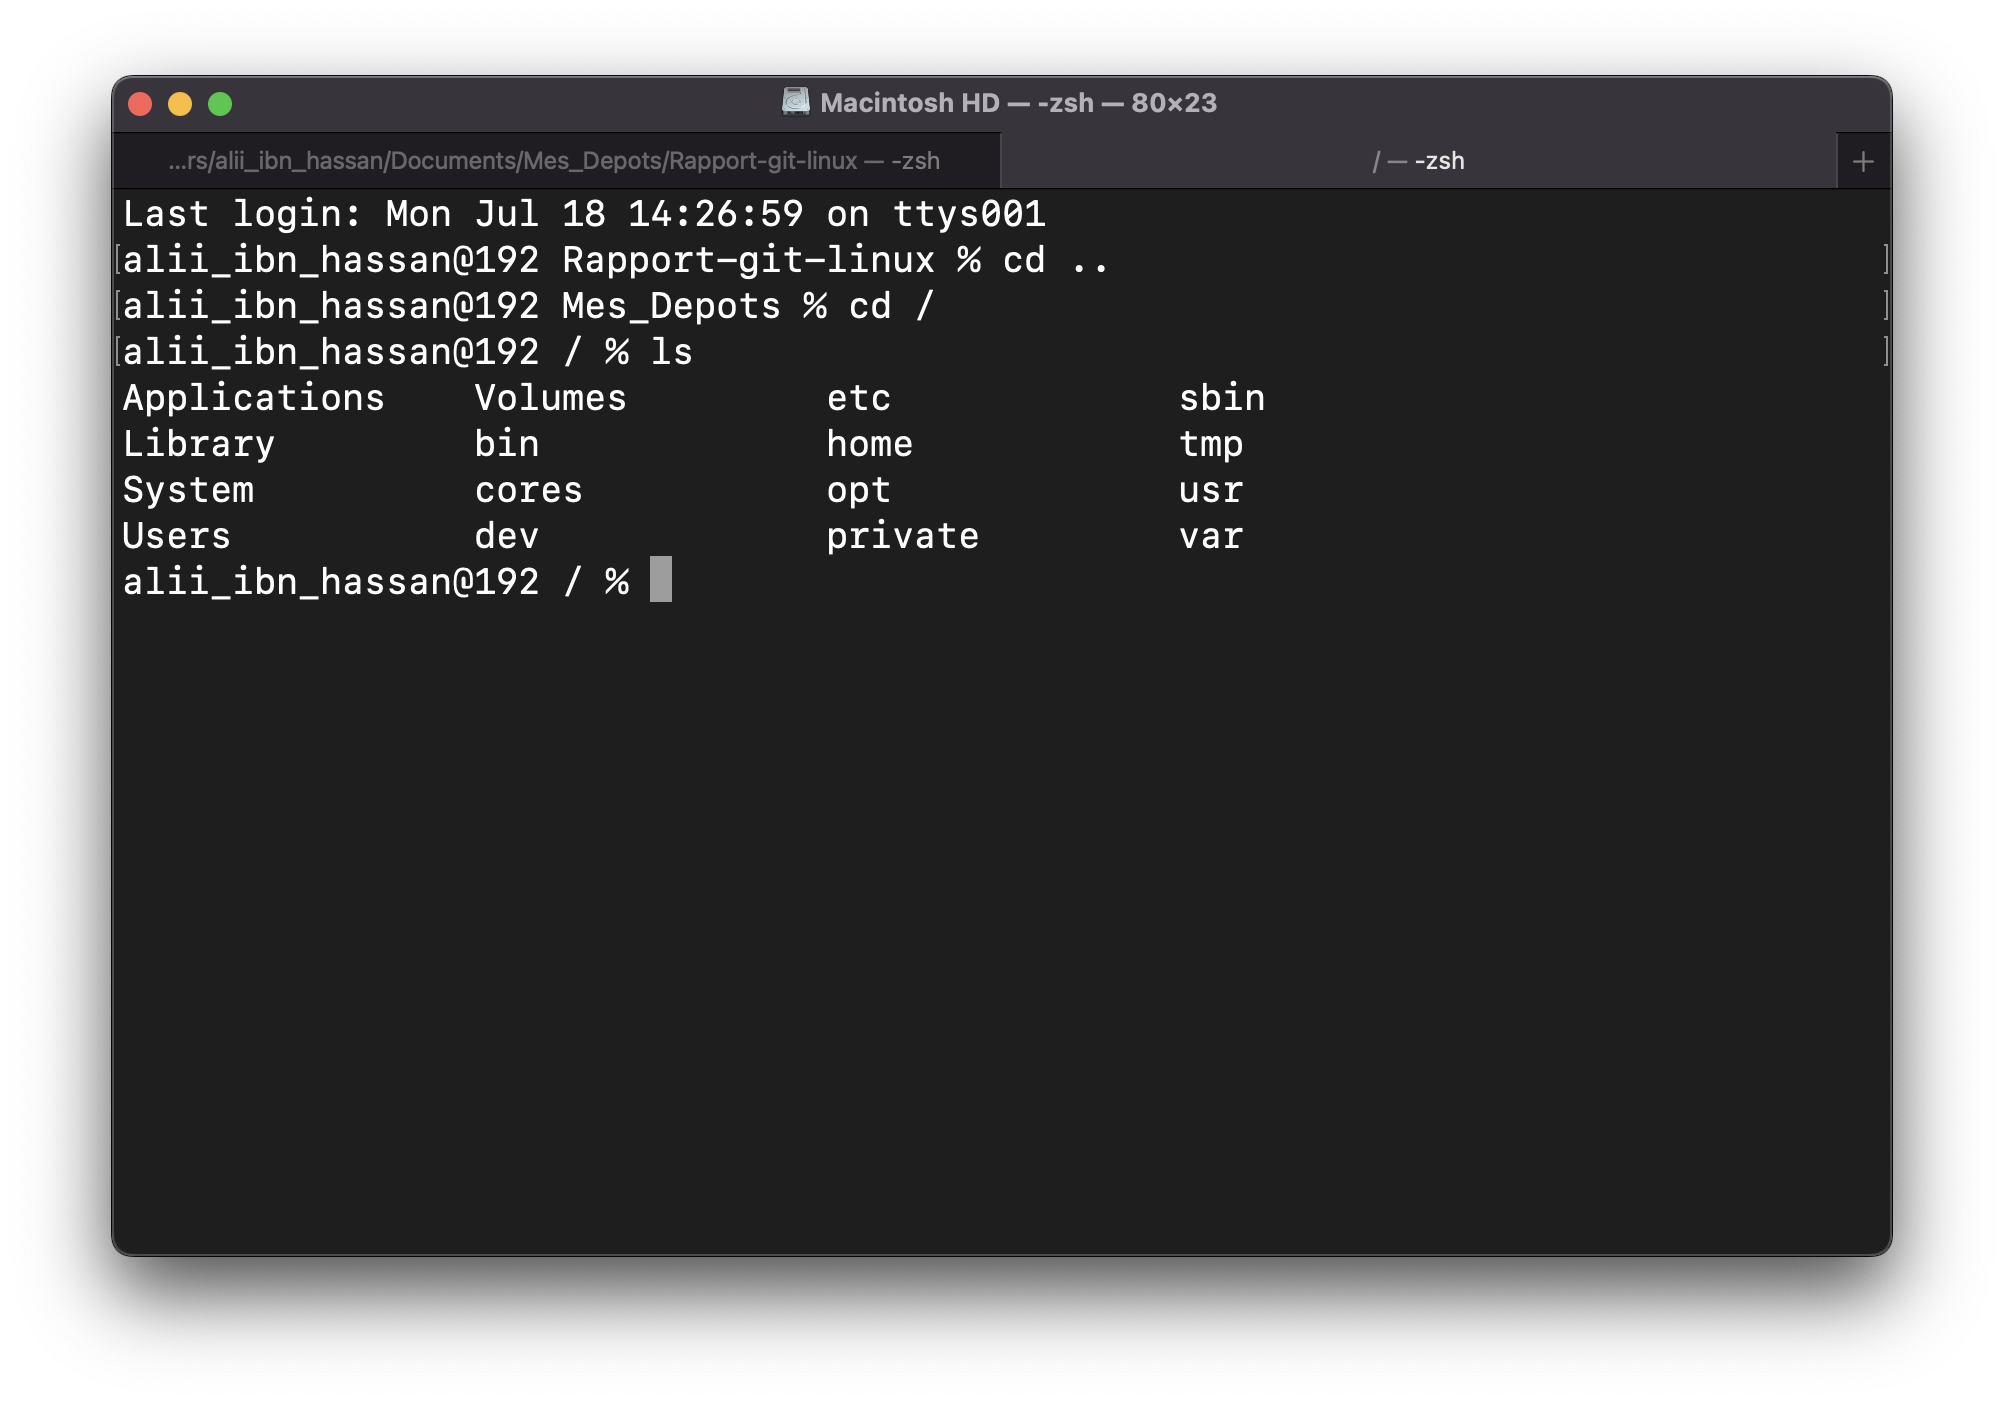 Macintosh HD — -zsh — 80×23
...rs/alii_ibn_hassan/Documents/Mes_Depots/Rapport-git-linux — -zsh
/ — -zsh
Last login: Mon Jul 18 14:26:59 on ttys001
[alii_ibn_hassan@192 Rapport-git-linux % cd .. ]
[alii_ibn_hassan@192 Mes_Depots % cd / ]
[alii_ibn_hassan@192 / % ls ]
Applications Volumes etc sbin
Library bin home tmp
System cores opt usr
Users dev private var
alii_ibn_hassan@192 / %